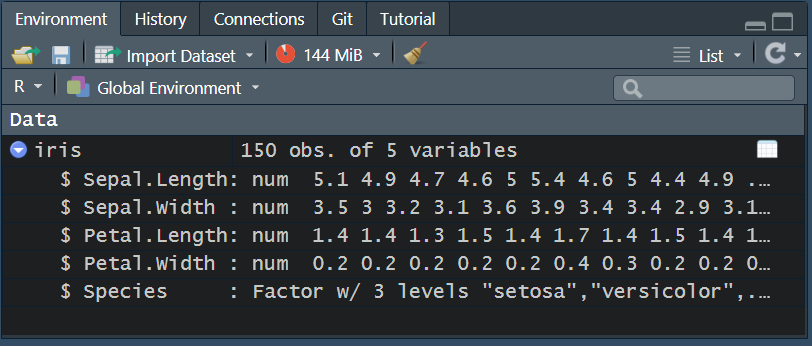 Environment History Connections Git Tutorial
Import Dataset 144 MiB List
R Global Environment
Data
iris 150 obs. of 5 variables
$ Sepal.Length: num 5.1 4.9 4.7 4.6 5 5.4 4.6 5 4.4 4.9 .…
$ Sepal.Width : num 3.5 3 3.2 3.1 3.6 3.9 3.4 3.4 2.9 3.1…
$ Petal.Length: num 1.4 1.4 1.3 1.5 1.4 1.7 1.4 1.5 1.4 1…
$ Petal.Width : num 0.2 0.2 0.2 0.2 0.2 0.4 0.3 0.2 0.2 0…
$ Species : Factor w/ 3 levels "setosa","versicolor",.…